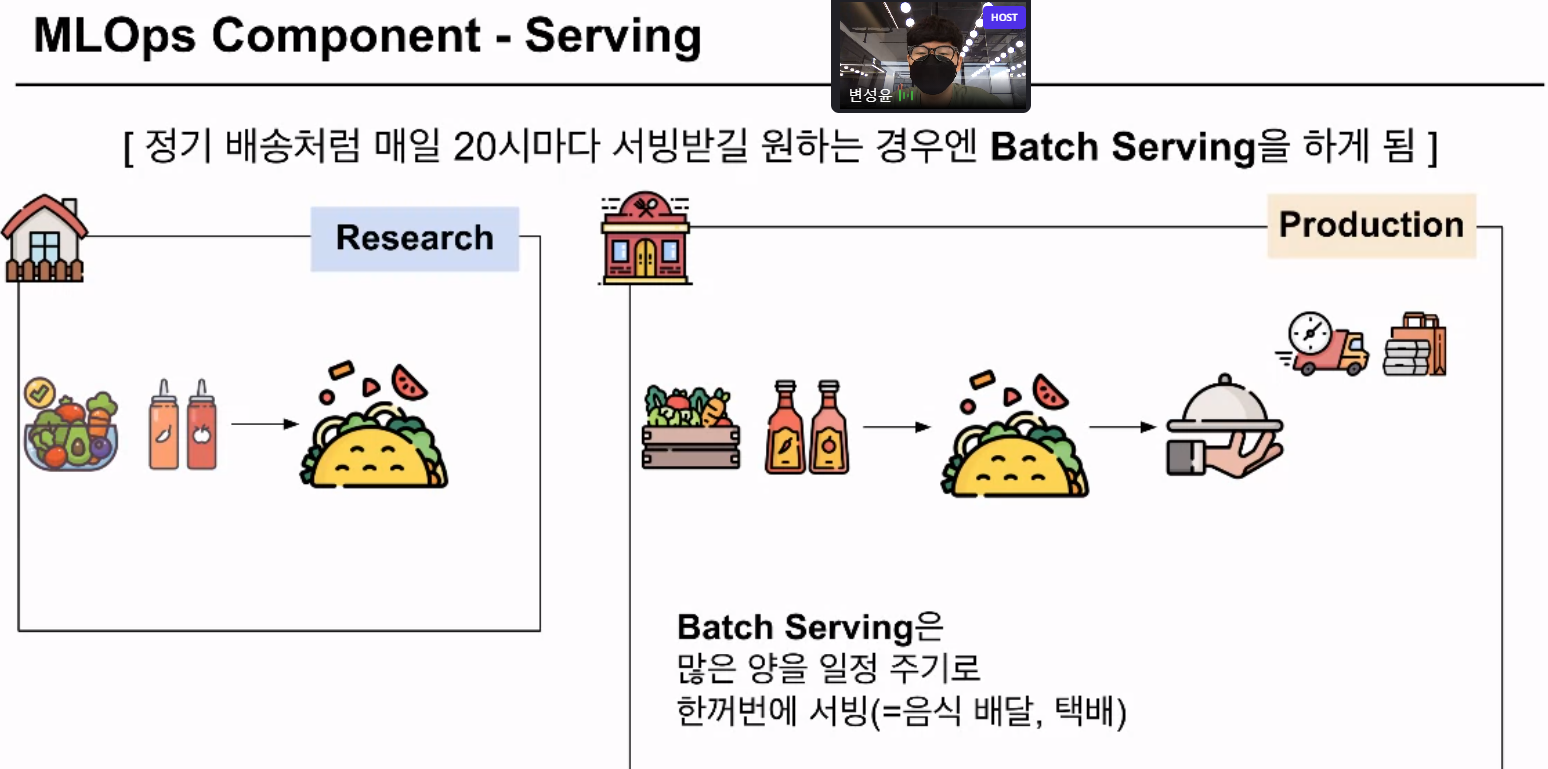 MLOps Component - Serving
HOST
변성윤
[ 정기 배송처럼 매일 20시마다 서빙받길 원하는 경우엔 Batch Serving을 하게 됨 ]
Research
Production
Batch Serving은
많은 양을 일정 주기로
한꺼번에 서빙(=음식 배달, 택배)